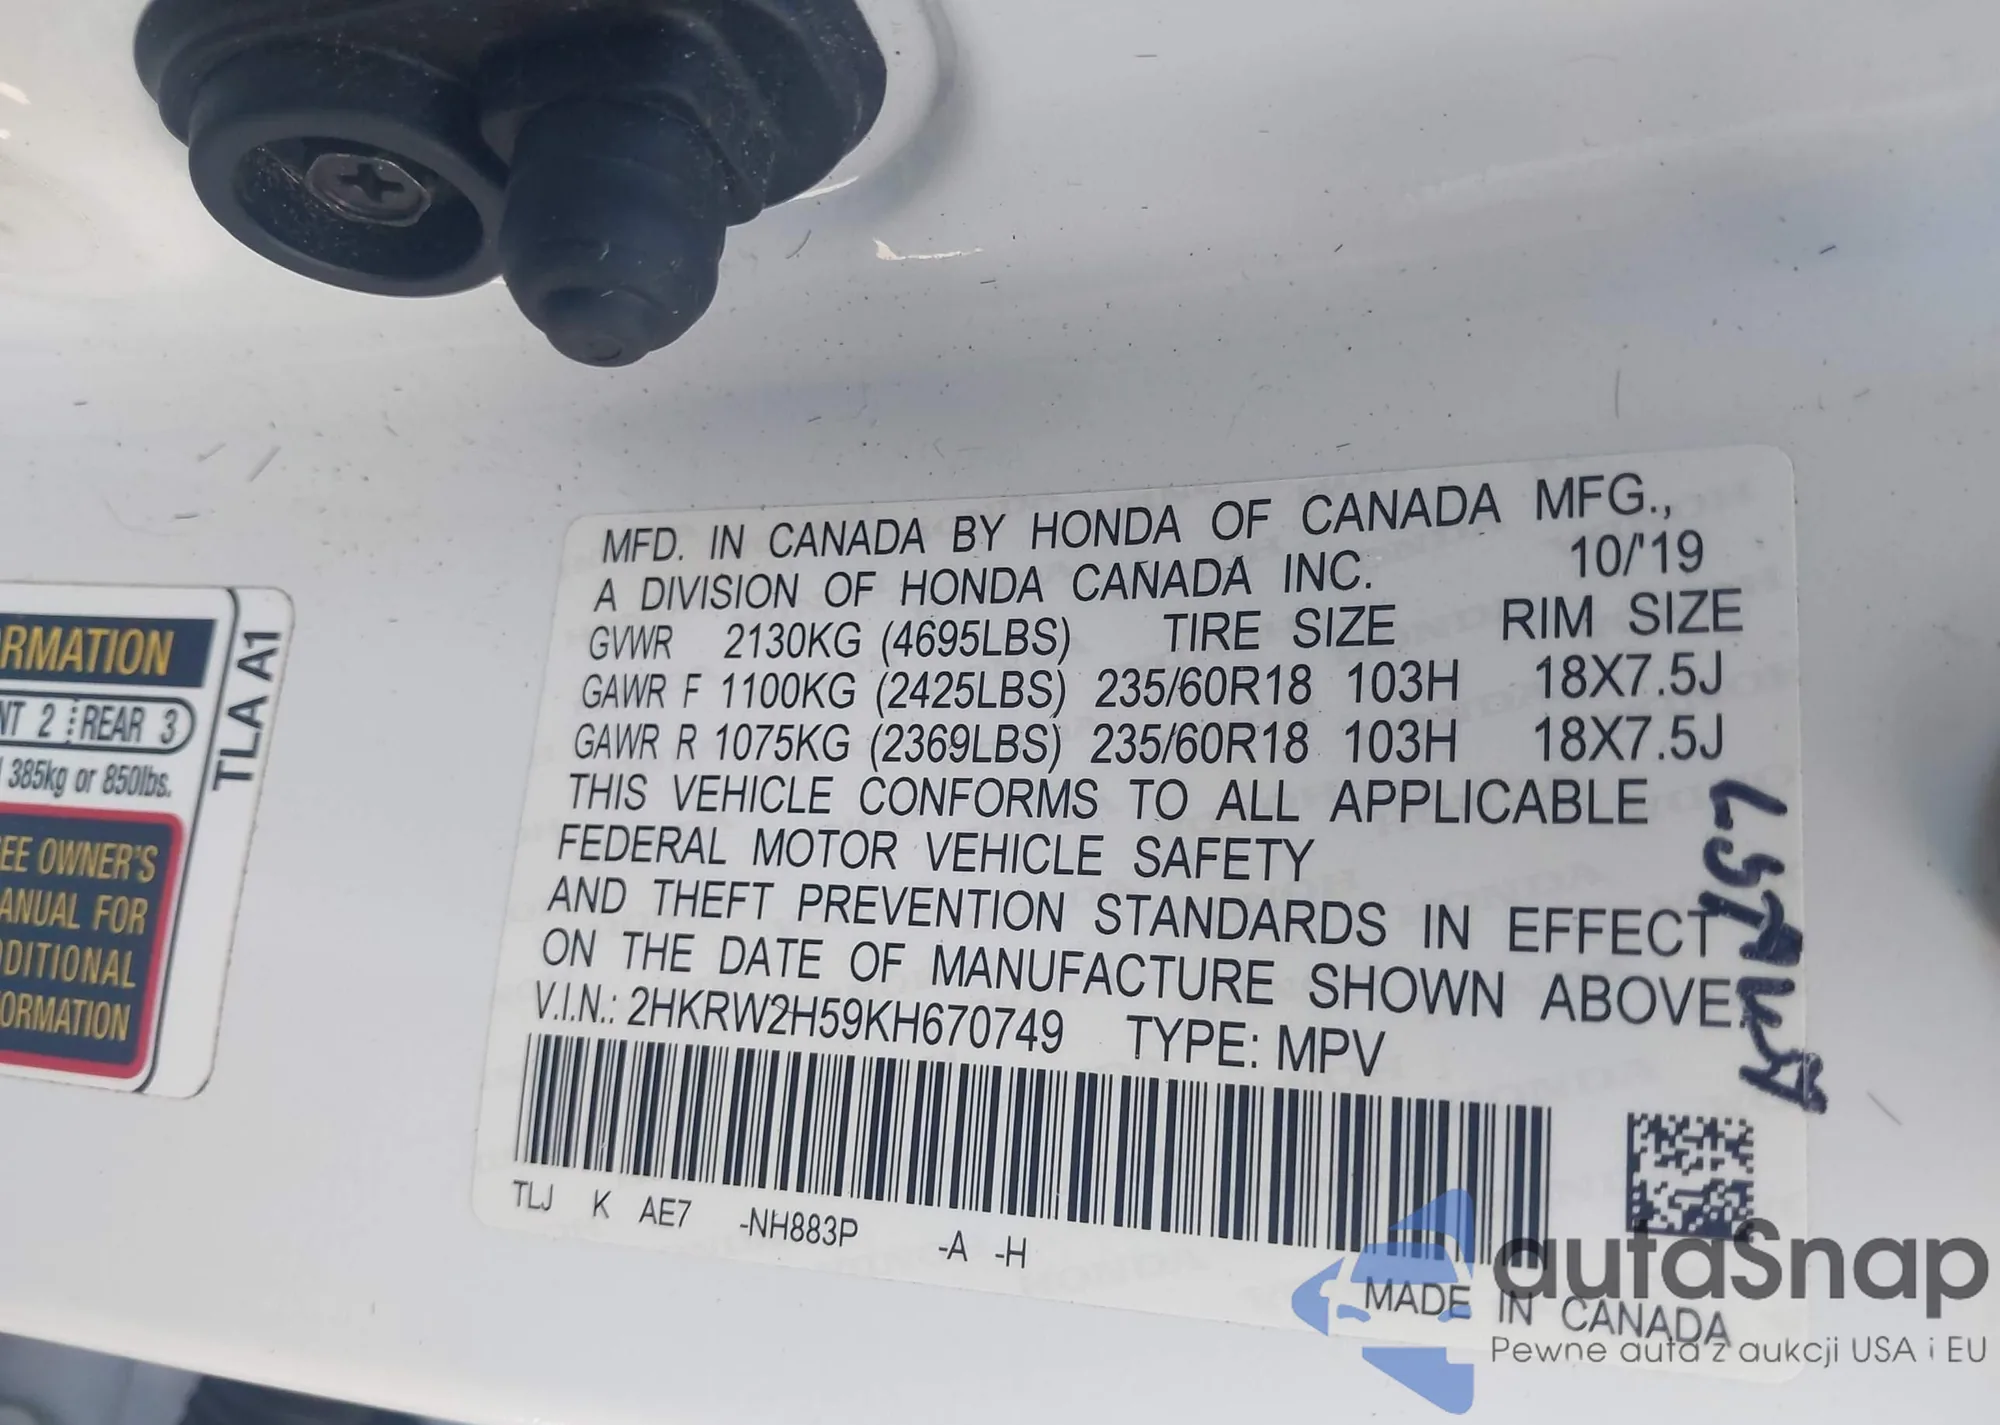 MFD. IN CANADA BY HONDA OF CANADA MFG.,
A DIVISION OF HONDA CANADA INC. 10/'19
GVWR 2130KG (4695LBS) TIRE SIZE RIM SIZE
GAWR F 1100KG (2425LBS) 235/60R18 103H 18X7.5J
GAWR R 1075KG (2369LBS) 235/60R18 103H 18X7.5J
THIS VEHICLE CONFORMS TO ALL APPLICABLE
FEDERAL MOTOR VEHICLE SAFETY
AND THEFT PREVENTION STANDARDS IN EFFECT
ON THE DATE OF MANUFACTURE SHOWN ABOVE.
V.I.N.: 2HKRW2H59KH670749 TYPE: MPV
TLJ K AE7 -NH883P -A -H
MADE IN CANADA
RMATION
NT 2 REAR 3
385kg or 850lbs.
EE OWNER'S
ANUAL FOR
DDITIONAL
ORMATION
TLA A1
autaSnap
Pewne auta z aukcji USA i EU